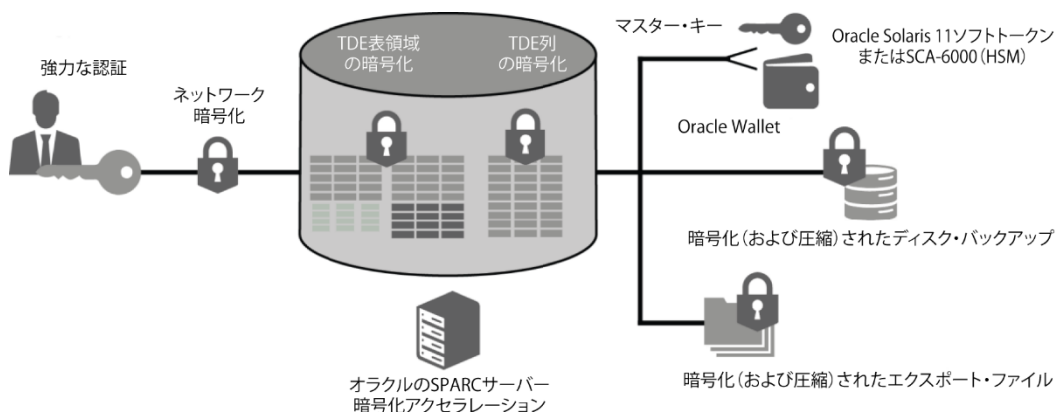 強力な認証
ネットワーク
暗号化
TDE表領域
の暗号化
TDE列
の暗号化
オラクルのSPARCサーバー
暗号化アクセラレーション
マスター・キー
Oracle Solaris 11ソフトトークン
またはSCA-6000（HSM）
Oracle Wallet
暗号化（および圧縮）されたディスク・バックアップ
暗号化（および圧縮）されたエクスポート・ファイル